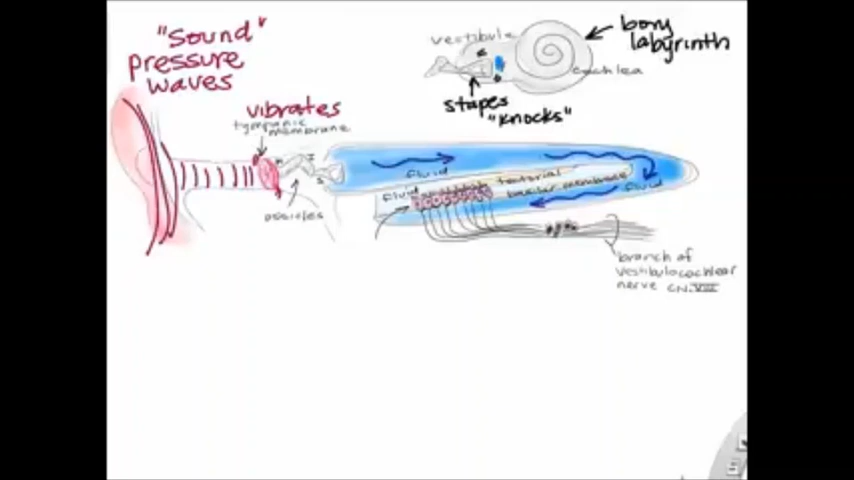 "Sound"
pressure
waves
vibrates
tympanic
membrane
ossicles
vestibule
cochlea
bony
labyrinth
stapes
"knocks"
fluid
fluid
tectorial
basilar membrane
fluid
branch of
vestibulocochlear
nerve CN.VIII